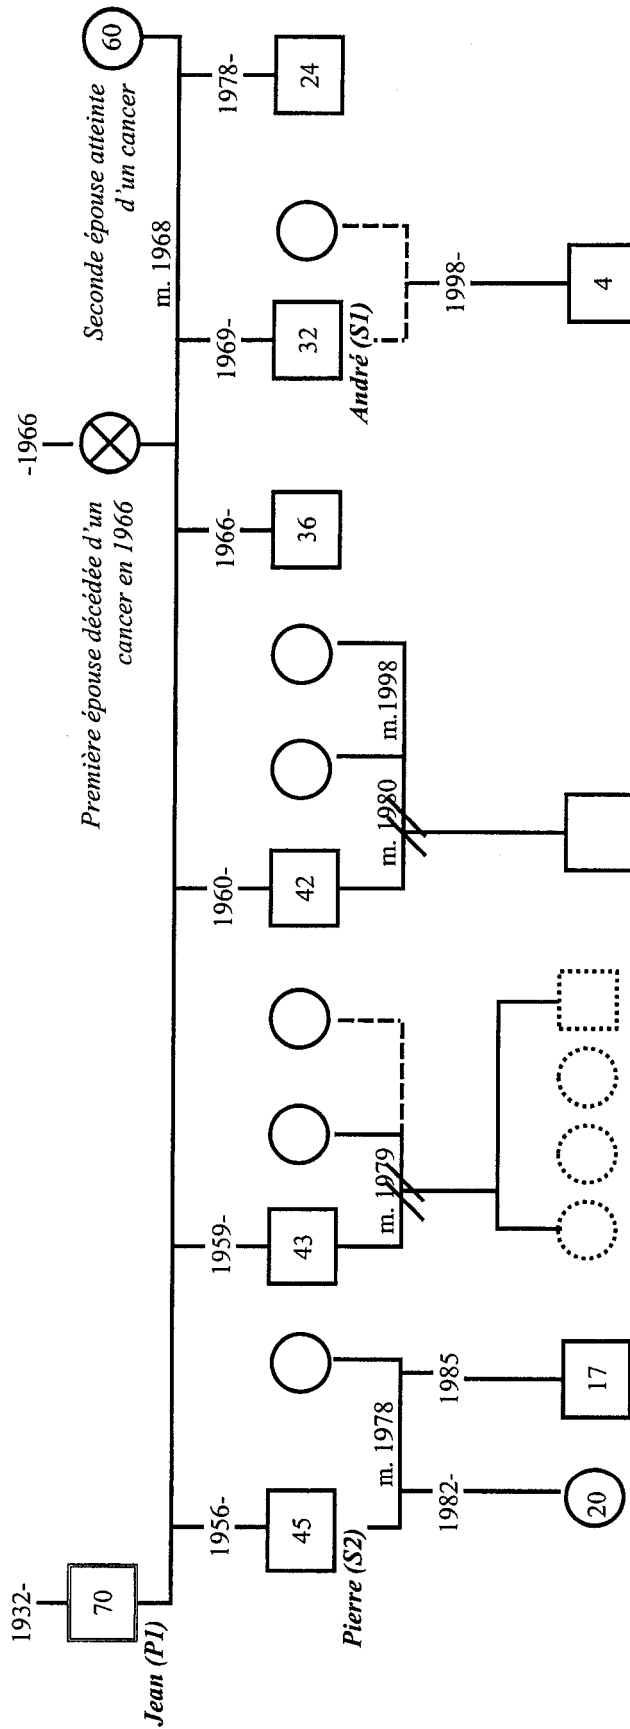 1932-
-1966
70
Jean (P1)
Première épouse décédée d'un
cancer en 1966
Seconde épouse atteinte
d'un cancer
60
m. 1968
1956-
1959-
1960-
1966-
1969-
1978-
45
43
42
36
32
24
Pierre (S2)
André (S1)
m. 1978
m. 1979
m. 1980
m.1998
1982-
1985
1998-
20
17
4